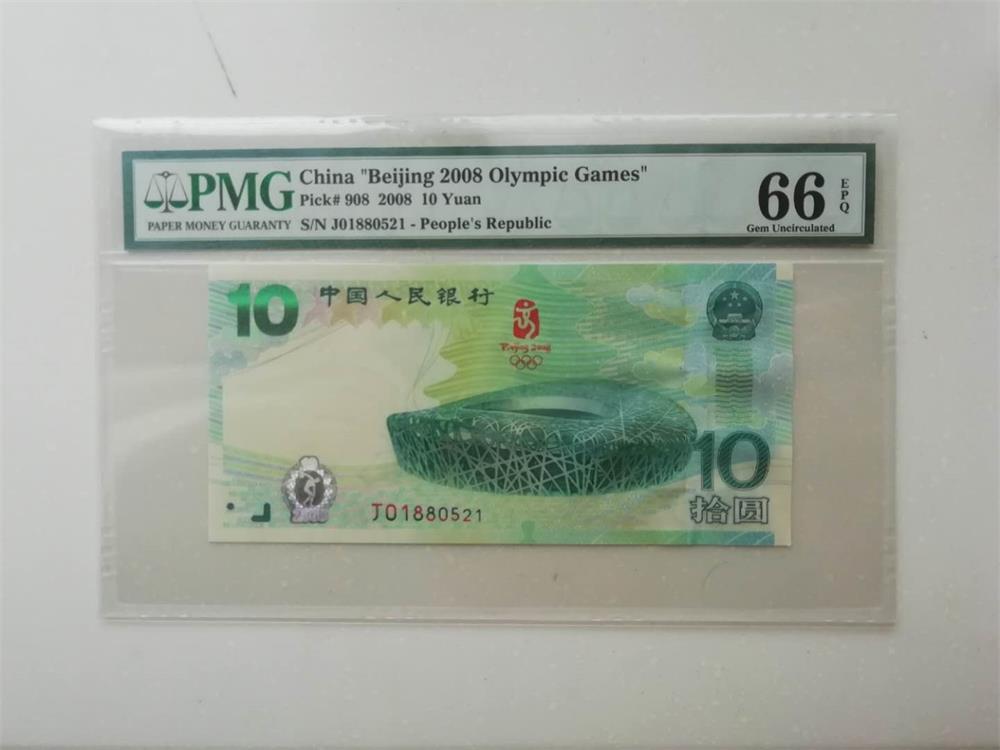 PMG
PAPER MONEY GUARANTY
China "Beijing 2008 Olympic Games"
Pick# 908 2008 10 Yuan
S/N J01880521 - People's Republic
66
EPQ
Gem Uncirculated
10
中国人民银行
Beijing 2008
10
拾圆
2008
J01880521